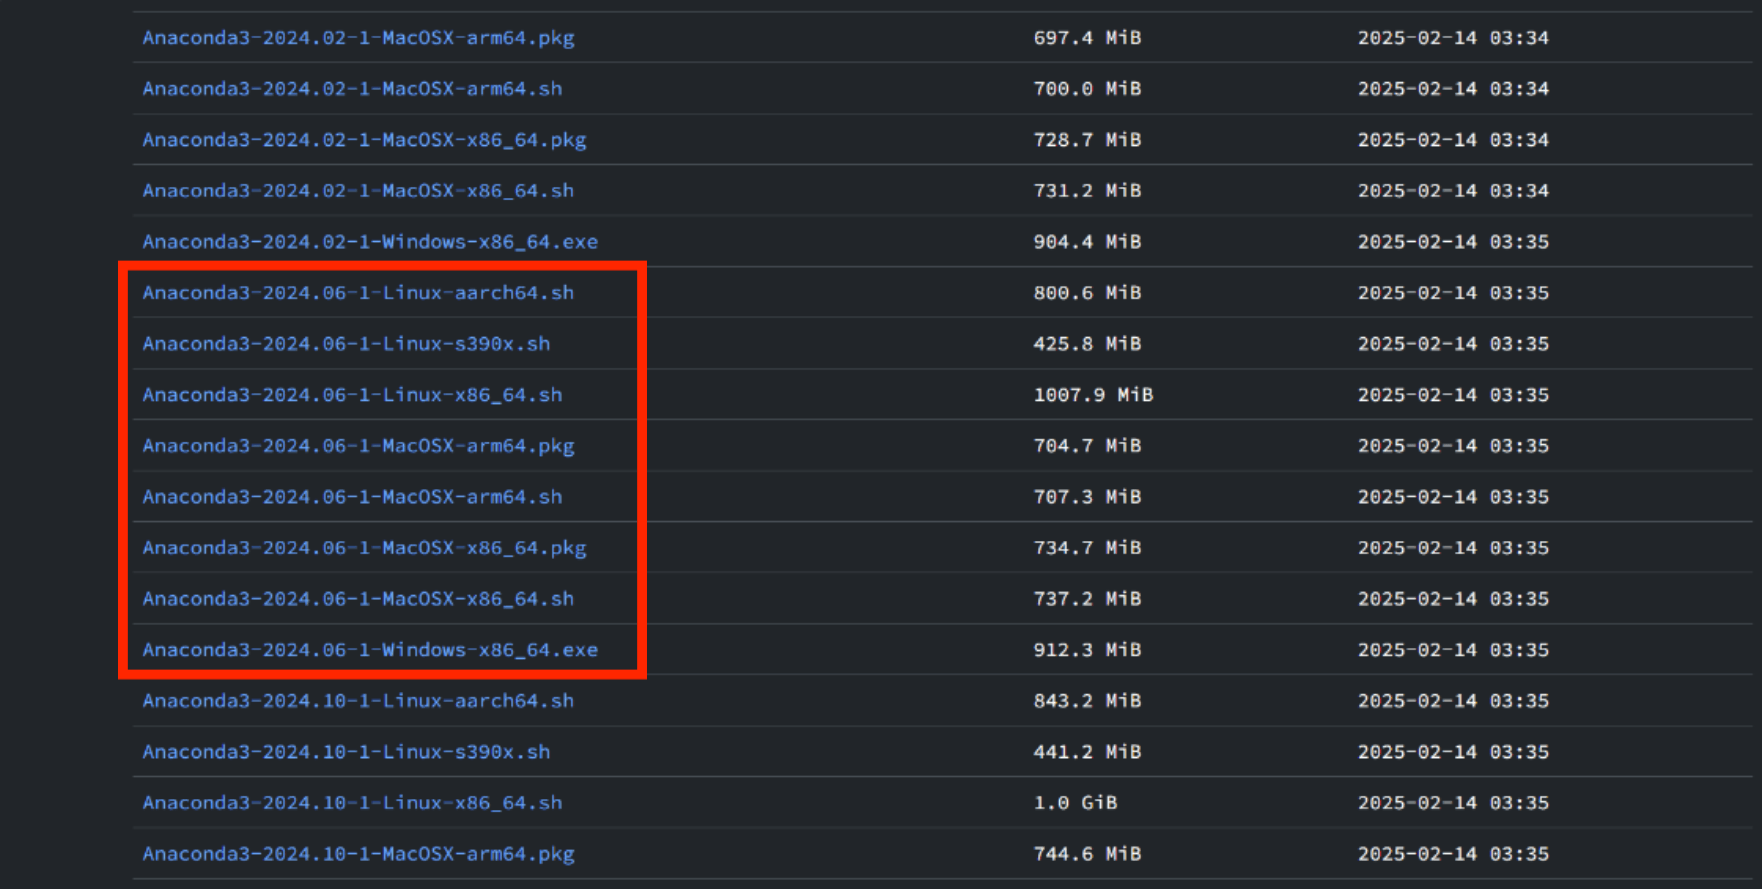 Anaconda3-2024.02-1-MacOSX-arm64.pkg 697.4 MiB 2025-02-14 03:34
Anaconda3-2024.02-1-MacOSX-arm64.sh 700.0 MiB 2025-02-14 03:34
Anaconda3-2024.02-1-MacOSX-x86_64.pkg 728.7 MiB 2025-02-14 03:34
Anaconda3-2024.02-1-MacOSX-x86_64.sh 731.2 MiB 2025-02-14 03:34
Anaconda3-2024.02-1-Windows-x86_64.exe 904.4 MiB 2025-02-14 03:35
Anaconda3-2024.06-1-Linux-aarch64.sh 800.6 MiB 2025-02-14 03:35
Anaconda3-2024.06-1-Linux-s390x.sh 425.8 MiB 2025-02-14 03:35
Anaconda3-2024.06-1-Linux-x86_64.sh 1007.9 MiB 2025-02-14 03:35
Anaconda3-2024.06-1-MacOSX-arm64.pkg 704.7 MiB 2025-02-14 03:35
Anaconda3-2024.06-1-MacOSX-arm64.sh 707.3 MiB 2025-02-14 03:35
Anaconda3-2024.06-1-MacOSX-x86_64.pkg 734.7 MiB 2025-02-14 03:35
Anaconda3-2024.06-1-MacOSX-x86_64.sh 737.2 MiB 2025-02-14 03:35
Anaconda3-2024.06-1-Windows-x86_64.exe 912.3 MiB 2025-02-14 03:35
Anaconda3-2024.10-1-Linux-aarch64.sh 843.2 MiB 2025-02-14 03:35
Anaconda3-2024.10-1-Linux-s390x.sh 441.2 MiB 2025-02-14 03:35
Anaconda3-2024.10-1-Linux-x86_64.sh 1.0 GiB 2025-02-14 03:35
Anaconda3-2024.10-1-MacOSX-arm64.pkg 744.6 MiB 2025-02-14 03:35